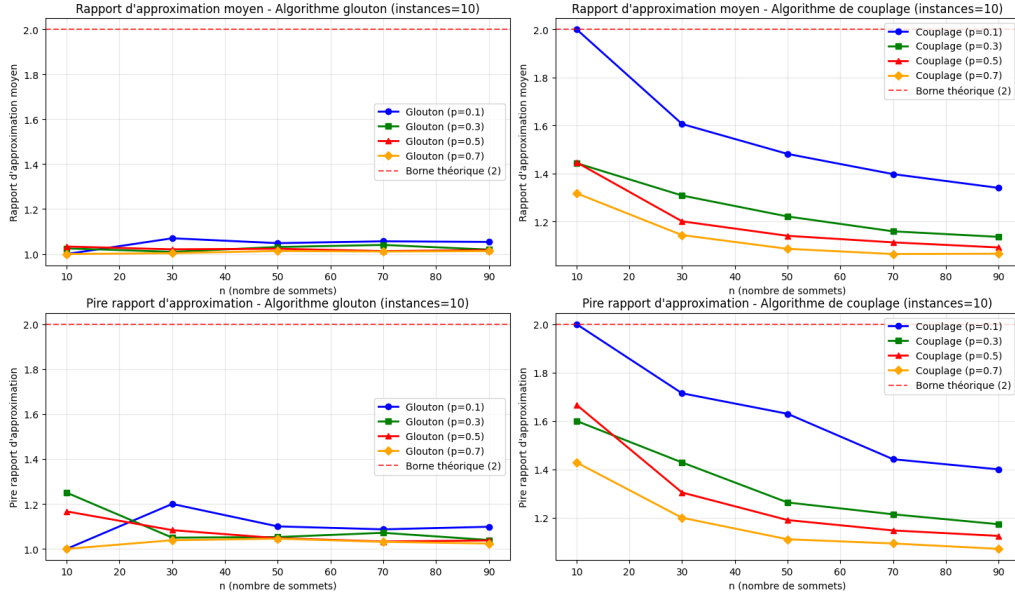 Rapport d'approximation moyen - Algorithme glouton (instances=10)
Rapport d'approximation moyen
2.0
1.8
1.6
1.4
1.2
1.0
Glouton (p=0.1)
Glouton (p=0.3)
Glouton (p=0.5)
Glouton (p=0.7)
Borne théorique (2)
10 20 30 40 50 60 70 80 90
n (nombre de sommets)
Rapport d'approximation moyen - Algorithme de couplage (instances=10)
Rapport d'approximation moyen
2.0
1.8
1.6
1.4
1.2
Couplage (p=0.1)
Couplage (p=0.3)
Couplage (p=0.5)
Couplage (p=0.7)
Borne théorique (2)
10 20 30 40 50 60 70 80 90
n (nombre de sommets)
Pire rapport d'approximation - Algorithme glouton (instances=10)
Pire rapport d'approximation
2.0
1.8
1.6
1.4
1.2
1.0
Glouton (p=0.1)
Glouton (p=0.3)
Glouton (p=0.5)
Glouton (p=0.7)
Borne théorique (2)
10 20 30 40 50 60 70 80 90
n (nombre de sommets)
Pire rapport d'approximation - Algorithme de couplage (instances=10)
Pire rapport d'approximation
2.0
1.8
1.6
1.4
1.2
Couplage (p=0.1)
Couplage (p=0.3)
Couplage (p=0.5)
Couplage (p=0.7)
Borne théorique (2)
10 20 30 40 50 60 70 80 90
n (nombre de sommets)